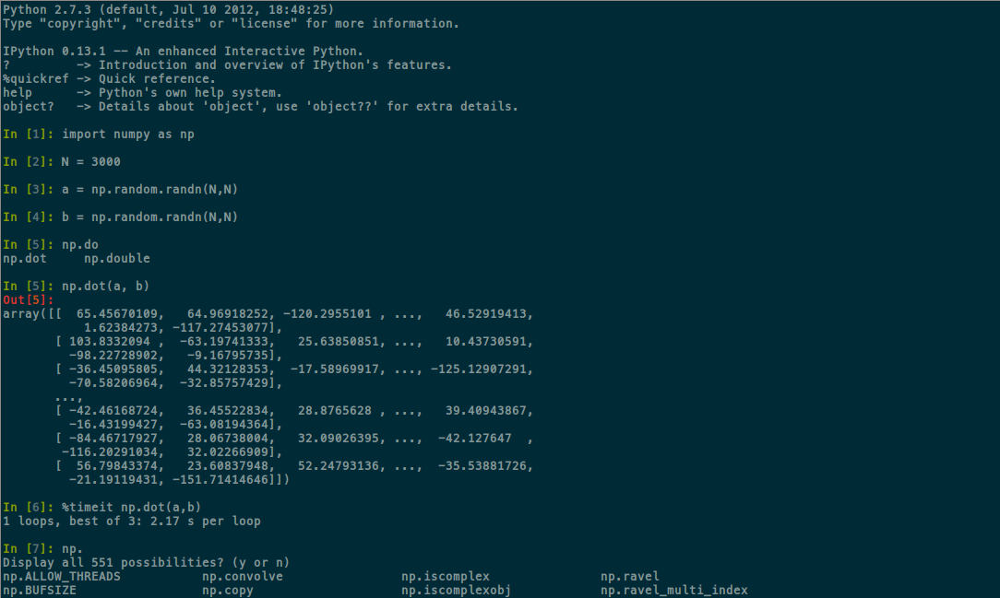 Python 2.7.3 (default, Jul 10 2012, 18:48:25)
Type "copyright", "credits" or "license" for more information.
IPython 0.13.1 -- An enhanced Interactive Python.
?         -> Introduction and overview of IPython's features.
%quickref -> Quick reference.
help      -> Python's own help system.
object?   -> Details about 'object', use 'object??' for extra details.
In [1]: import numpy as np
In [2]: N = 3000
In [3]: a = np.random.randn(N,N)
In [4]: b = np.random.randn(N,N)
In [5]: np.do
np.dot     np.double
In [5]: np.dot(a, b)
Out[5]:
array([[  65.45670109,   64.96918252, -120.2955101 , ...,   46.52919413,
           1.62384273, -117.27453077],
       [ 103.8332094 ,  -63.19741333,   25.63850851, ...,   10.43730591,
         -98.22728902,   -9.16795735],
       [ -36.45095805,   44.32128353,  -17.58969917, ..., -125.12907291,
         -70.58206964,  -32.85757429],
       ...,
       [ -42.46168724,   36.45522834,   28.8765628 , ...,   39.40943867,
         -16.43199427,  -63.08194364],
       [ -84.46717927,   28.06738004,   32.09026395, ...,  -42.127647  ,
        -116.20291034,   32.02266909],
       [  56.79843374,   23.60837948,   52.24793136, ...,  -35.53881726,
         -21.19119431, -151.71414646]])
In [6]: %timeit np.dot(a,b)
1 loops, best of 3: 2.17 s per loop
In [7]: np.
Display all 551 possibilities? (y or n)
np.ALLOW_THREADS           np.convolve                np.iscomplex               np.ravel
np.BUFSIZE                 np.copy                    np.iscomplexobj            np.ravel_multi_index